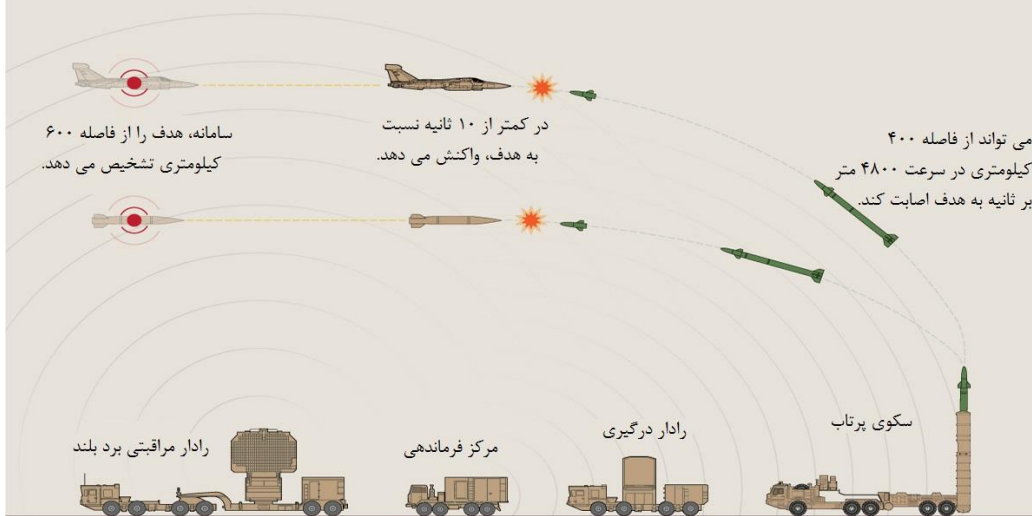 سامانه، هدف را از فاصله ۶۰۰
کیلومتری تشخیص می دهد.
در کمتر از ۱۰ ثانیه نسبت
به هدف، واکنش می دهد.
می تواند از فاصله ۴۰۰
کیلومتری در سرعت ۴۸۰۰ متر
بر ثانیه به هدف اصابت کند.
سکوی پرتاب
رادار درگیری
مرکز فرماندهی
رادار مراقبتی برد بلند